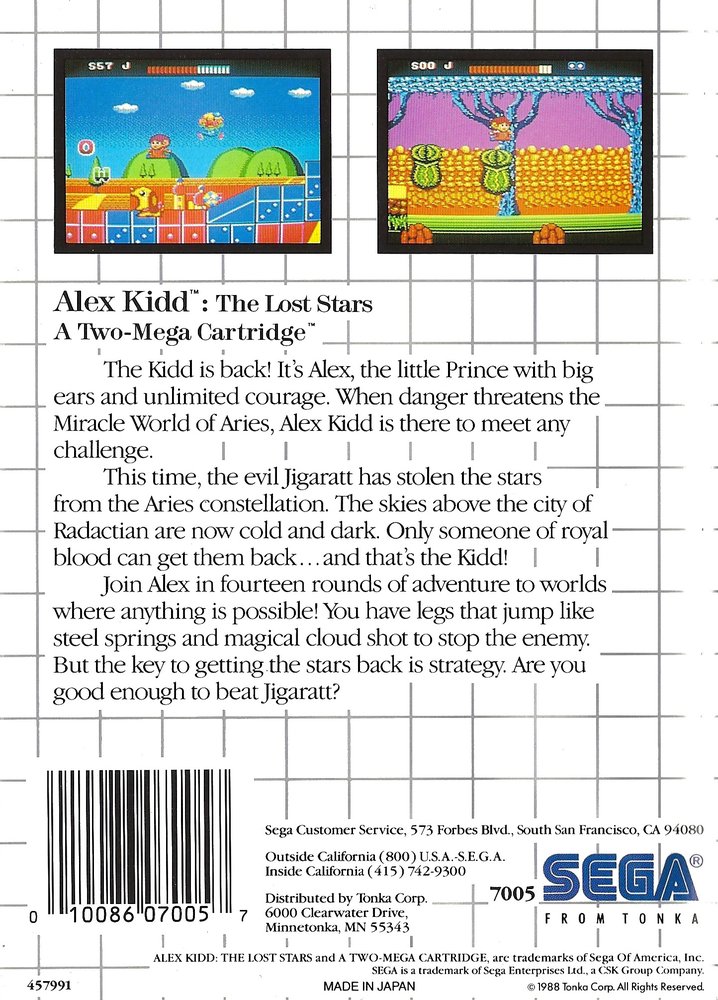 S57 J
S00 J
O
Alex Kidd™: The Lost Stars
A Two-Mega Cartridge™
The Kidd is back! It's Alex, the little Prince with big
ears and unlimited courage. When danger threatens the
Miracle World of Aries, Alex Kidd is there to meet any
challenge.
This time, the evil Jigaratt has stolen the stars
from the Aries constellation. The skies above the city of
Radactian are now cold and dark. Only someone of royal
blood can get them back...and that's the Kidd!
Join Alex in fourteen rounds of adventure to worlds
where anything is possible! You have legs that jump like
steel springs and magical cloud shot to stop the enemy.
But the key to getting the stars back is strategy. Are you
good enough to beat Jigaratt?
Sega Customer Service, 573 Forbes Blvd., South San Francisco, CA 94080
Outside California (800) U.S.A.-S.E.G.A.
Inside California (415) 742-9300
Distributed by Tonka Corp.
6000 Clearwater Drive,
Minnetonka, MN 55343
7005 SEGA®
FROM TONKA
0 10086 07005 7
ALEX KIDD: THE LOST STARS and A TWO-MEGA CARTRIDGE, are trademarks of Sega Of America, Inc.
SEGA is a trademark of Sega Enterprises Ltd., a CSK Group Company.
457991 MADE IN JAPAN ©1988 Tonka Corp. All Rights Reserved.